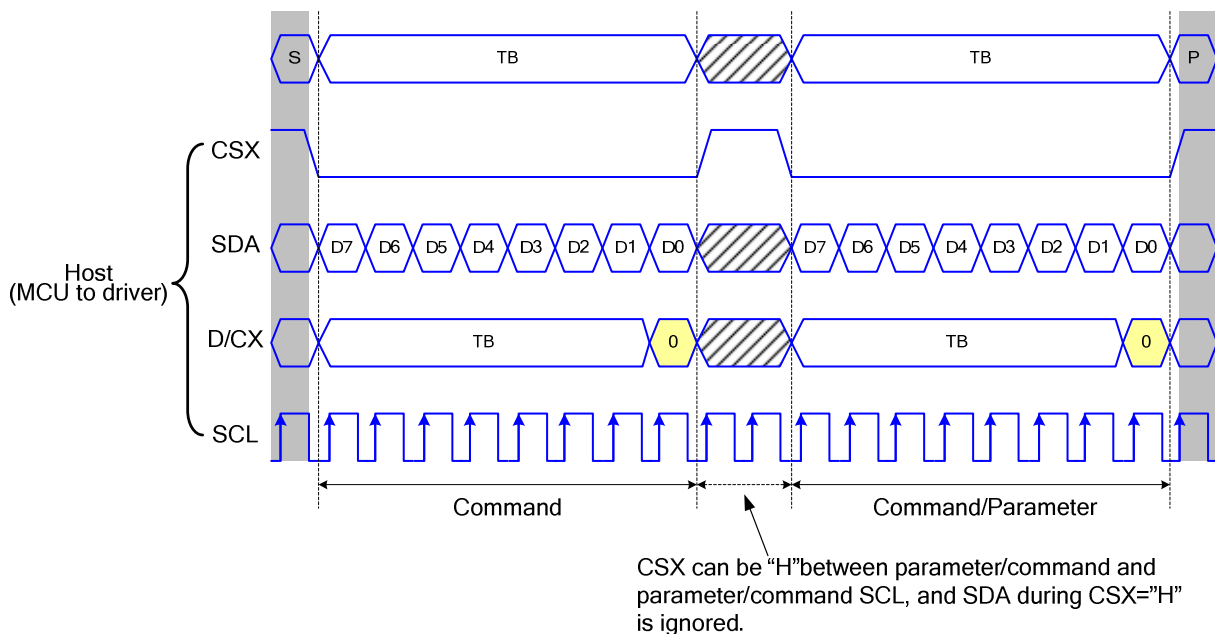 S TB TB P
CSX
SDA D7 D6 D5 D4 D3 D2 D1 D0 D7 D6 D5 D4 D3 D2 D1 D0
Host
(MCU to driver)
D/CX TB 0 TB 0
SCL
Command Command/Parameter
CSX can be “H”between parameter/command and
parameter/command SCL, and SDA during CSX=”H”
is ignored.